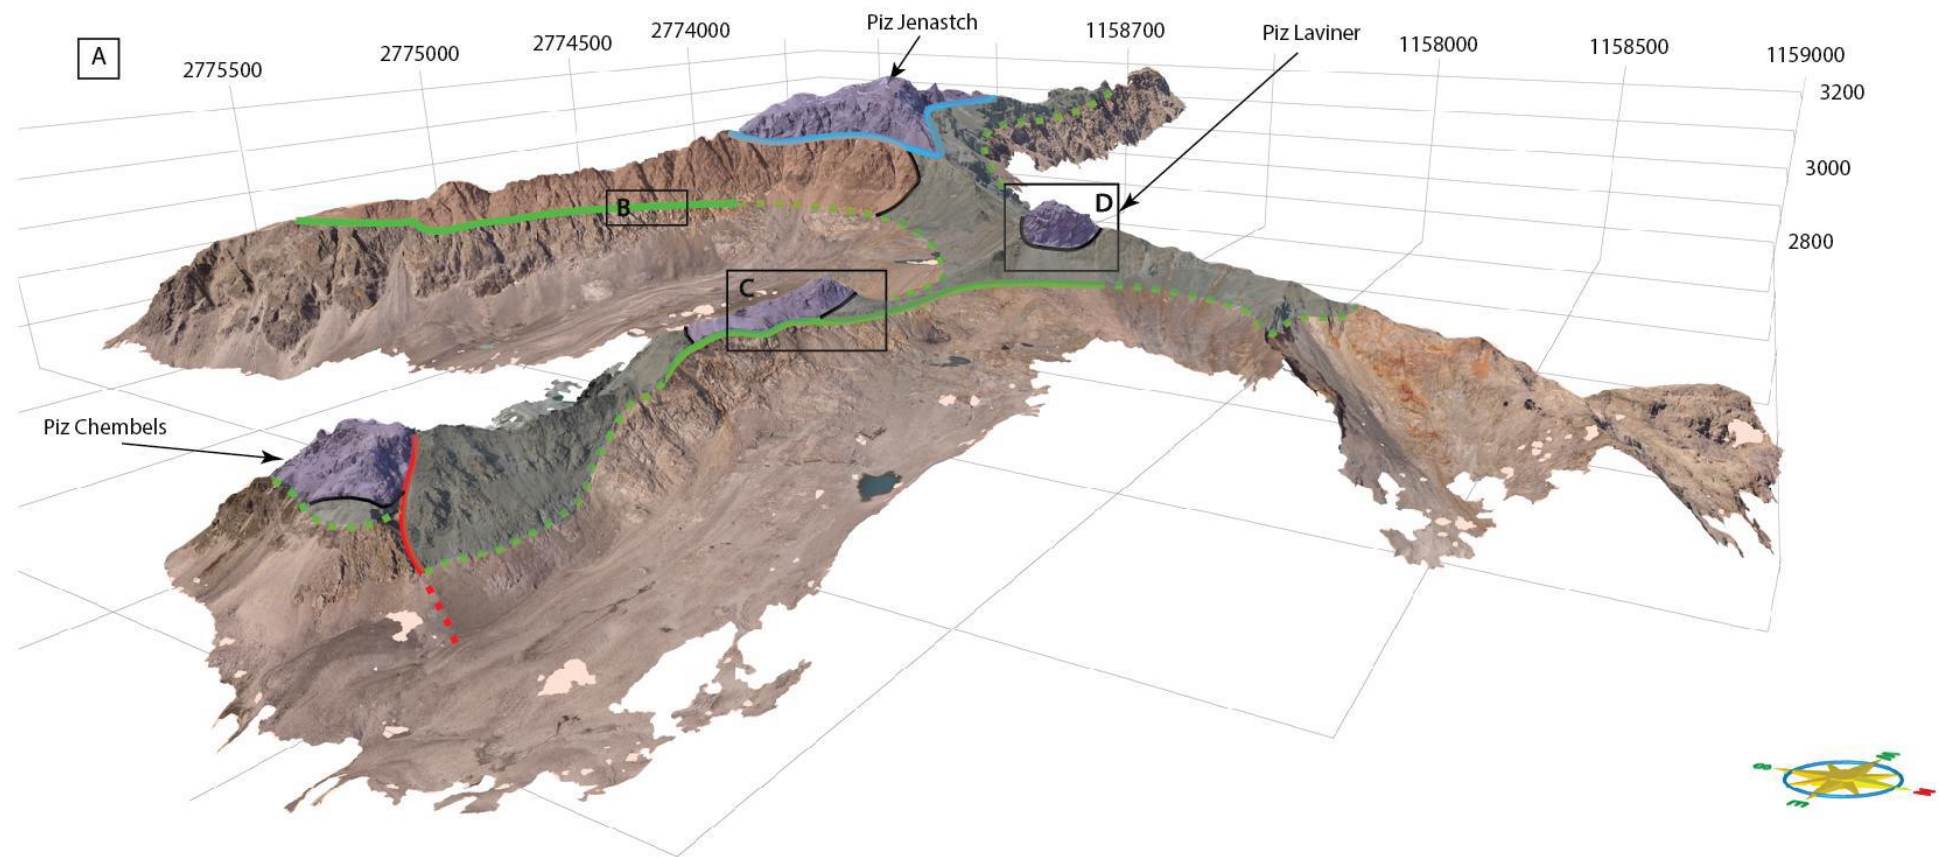 A
2775500
2775000
2774500
2774000
Piz Jenastch
1158700
Piz Laviner
1158000
1158500
1159000
3200
3000
2800
B
C
D
Piz Chembels
N
E
S
W